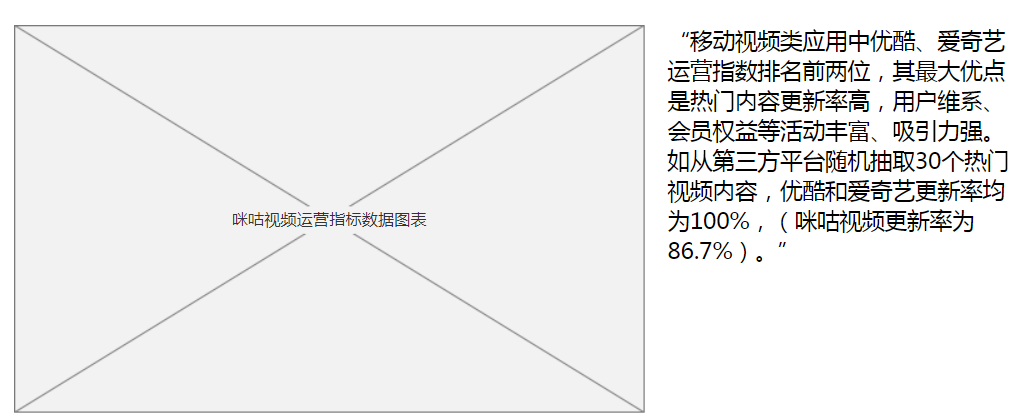 咪咕视频运营指标数据图表
“移动视频类应用中优酷、爱奇艺
运营指数排名前两位，其最大优点
是热门内容更新率高，用户维系、
会员权益等活动丰富、吸引力强。
如从第三方平台随机抽取30个热门
视频内容，优酷和爱奇艺更新率均
为100%，（咪咕视频更新率为
86.7%）。”